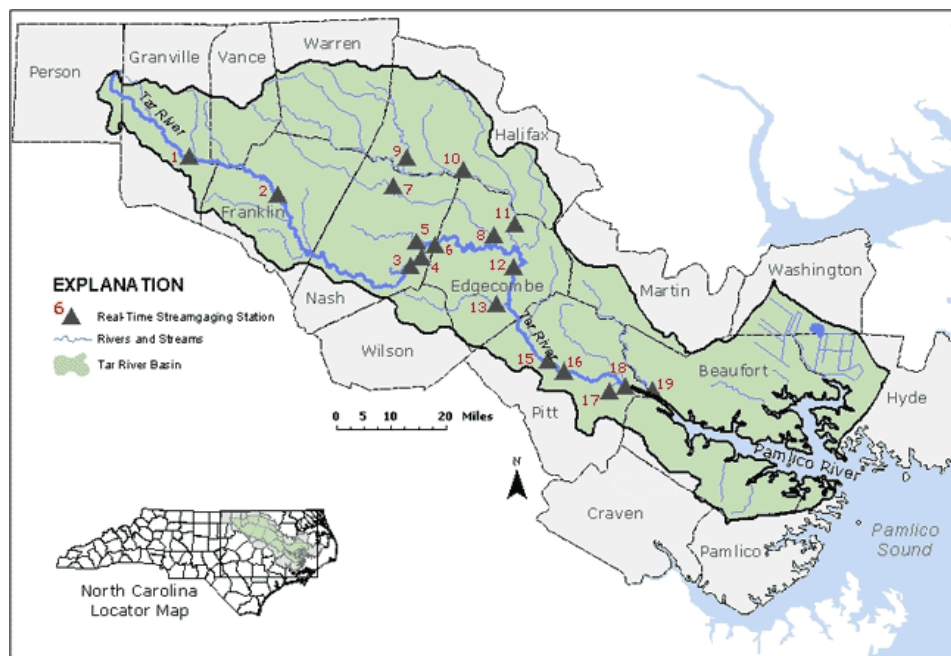 Person
Granville
Vance
Warren
Halifax
Tar River
1
2
9
10
7
Franklin
11
5
8
6
3
4
12
Edgecombe
13
Nash
Wilson
Martin
Washington
Tar River
15
16
18
17
19
Beaufort
Hyde
Pitt
Pamlico River
Craven
Pamlico
Pamlico
Sound
EXPLANATION
6 Real-Time Streamgaging Station
Rivers and Streams
Tar River Basin
0 10 20 Miles
N
North Carolina
Locator Map